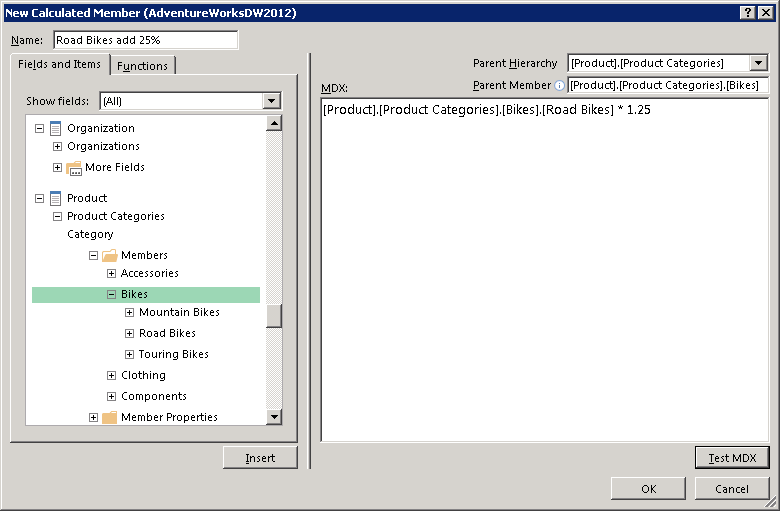 New Calculated Member (AdventureWorksDW2012)
Name: Road Bikes add 25%
Fields and Items Functions
Show fields: (All)
Organization
Organizations
More Fields
Product
Product Categories
Category
Members
Accessories
Bikes
Mountain Bikes
Road Bikes
Touring Bikes
Clothing
Components
Member Properties
Insert
Parent Hierarchy [Product].[Product Categories]
Parent Member [Product].[Product Categories].[Bikes]
MDX:
[Product].[Product Categories].[Bikes].[Road Bikes] * 1.25
Test MDX
OK Cancel